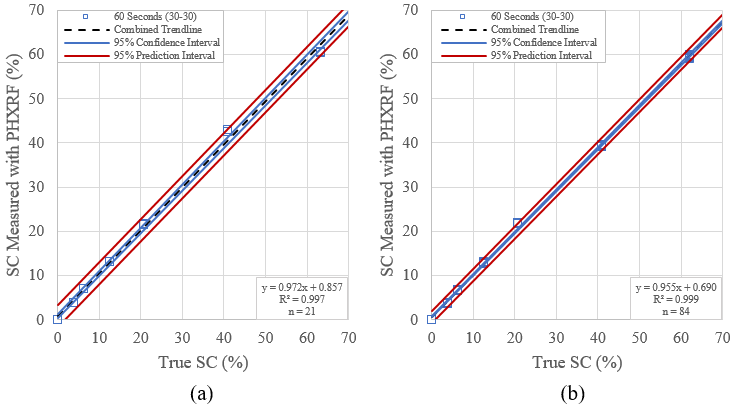 60 Seconds (30-30)
Combined Trendline
95% Confidence Interval
95% Prediction Interval
SC Measured with PHXRF (%)
70
60
50
40
30
20
10
0
y = 0.972x + 0.857
R² = 0.997
n = 21
0 10 20 30 40 50 60 70
True SC (%)
(a)
60 Seconds (30-30)
Combined Trendline
95% Confidence Interval
95% Prediction Interval
SC Measured with PHXRF (%)
70
60
50
40
30
20
10
0
y = 0.955x + 0.690
R² = 0.999
n = 84
0 10 20 30 40 50 60 70
True SC (%)
(b)